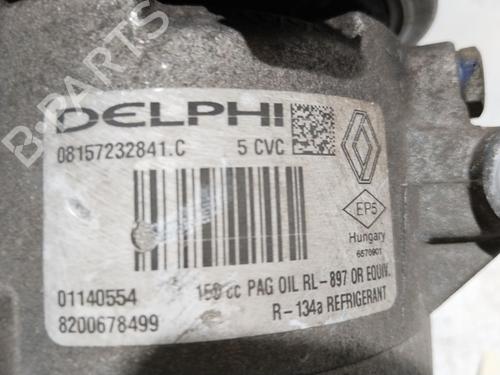 B-PARTS
DELPHI
08157232841.C 5 CVC
EP5
Hungary
6570901
01140554 150 cc PAG OIL RL-897 OR EQUIV.
8200678499 R-134a REFRIGERANT